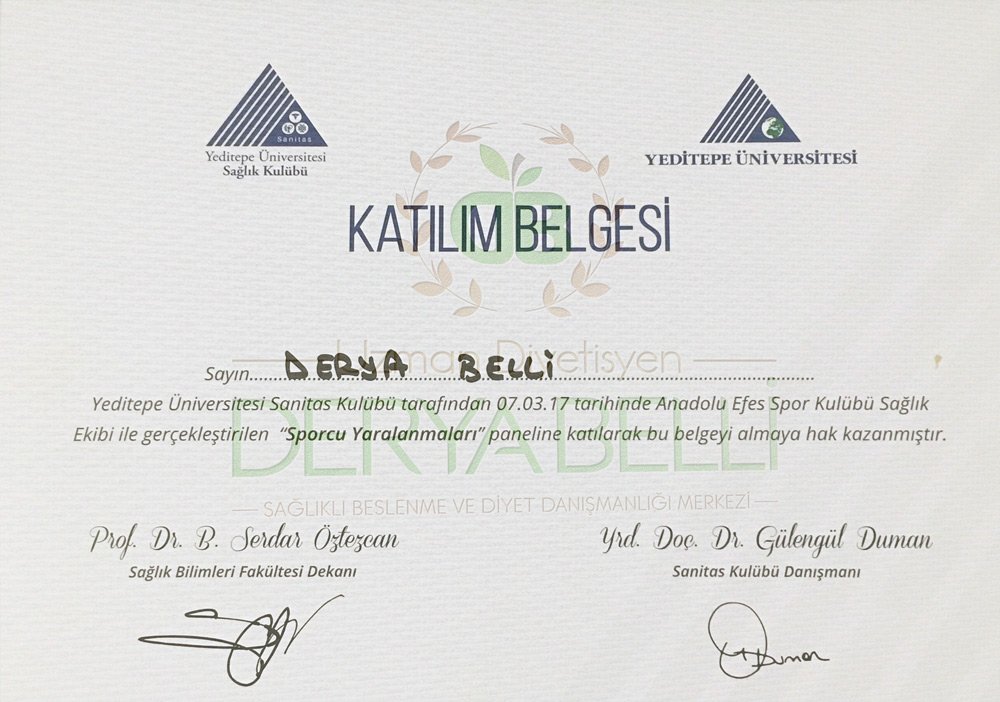 Sanitas
Yeditepe Üniversitesi
Sağlık Kulübü
YEDİTEPE ÜNİVERSİTESİ
KATILIM BELGESİ
Uzman Diyetisyen
Sayın DERYA BELLİ
Yeditepe Üniversitesi Sanitas Kulübü tarafından 07.03.17 tarihinde Anadolu Efes Spor Kulübü Sağlık
DERYA BELLİ
Ekibi ile gerçekleştirilen “Sporcu Yaralanmaları” paneline katılarak bu belgeyi almaya hak kazanmıştır.
SAĞLIKLI BESLENME VE DİYET DANIŞMANLIĞI MERKEZİ
Prof. Dr. B. Serdar Öztezcan
Sağlık Bilimleri Fakültesi Dekanı
Yrd. Doç. Dr. Gülengül Duman
Sanitas Kulübü Danışmanı
Duman